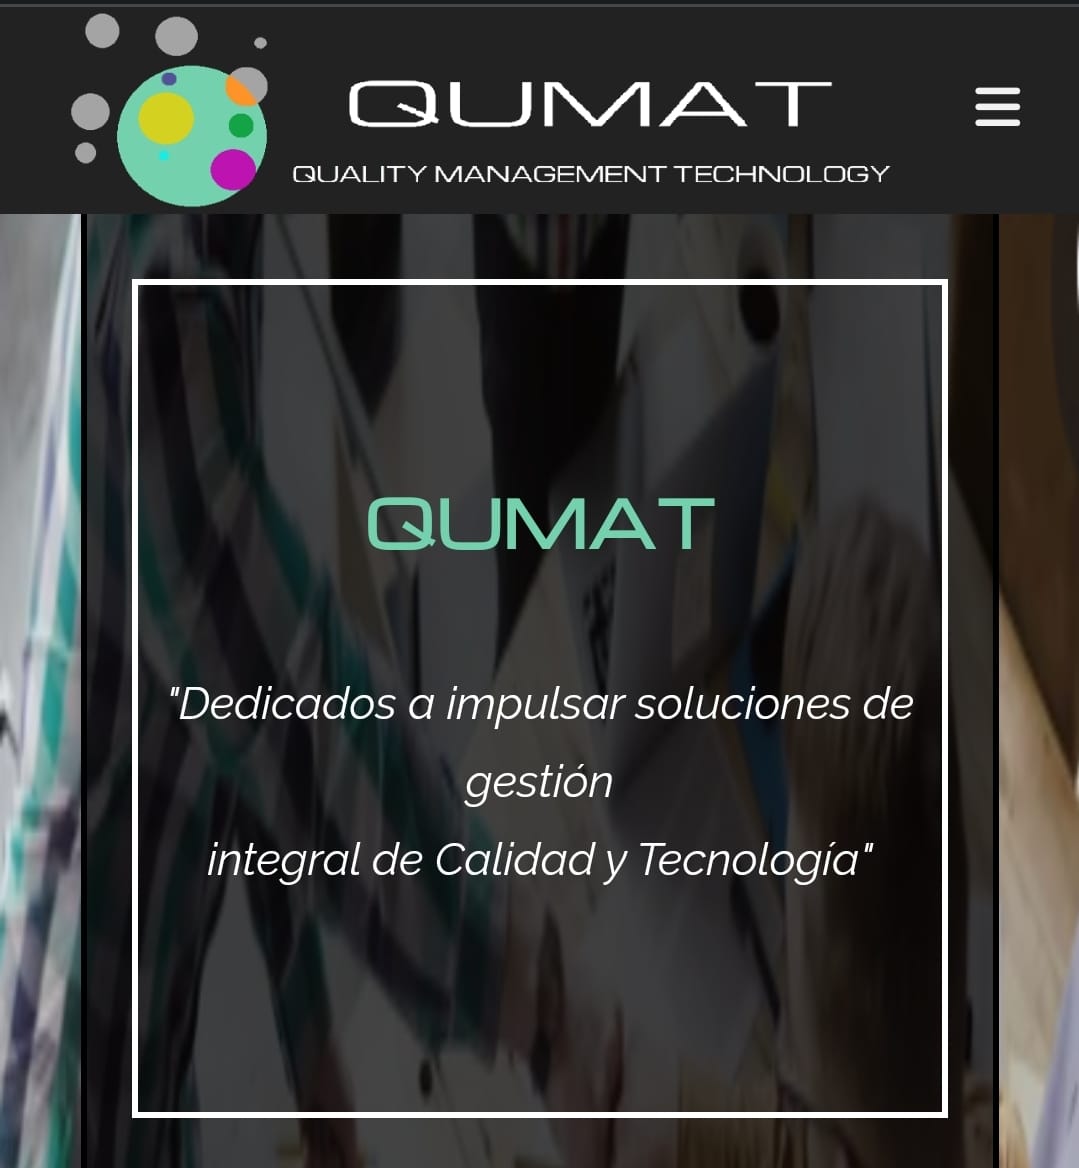 QUMAT
QUALITY MANAGEMENT TECHNOLOGY
QUMAT
"Dedicados a impulsar soluciones de
gestión
integral de Calidad y Tecnología"